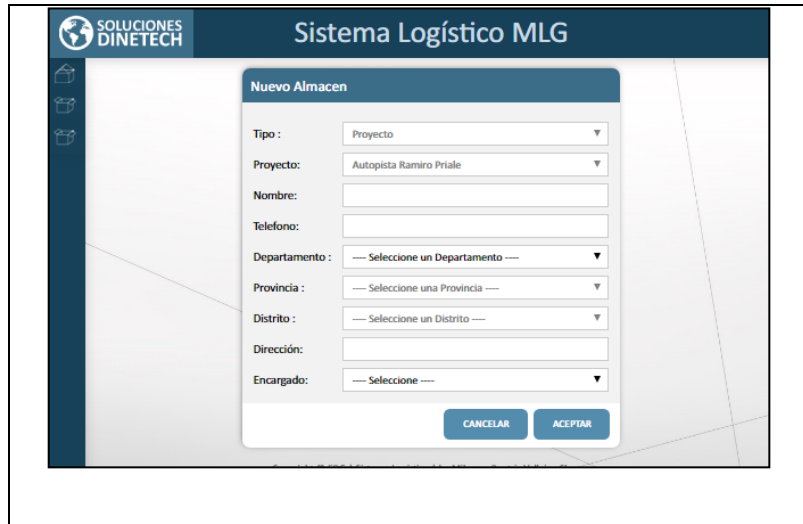 SOLUCIONES
DINETECH
Sistema Logístico MLG
Nuevo Almacen
Tipo : Proyecto
Proyecto: Autopista Ramiro Priale
Nombre:
Telefono:
Departamento : ---- Seleccione un Departamento ----
Provincia : ---- Seleccione una Provincia ----
Distrito : ---- Seleccione un Distrito ----
Dirección:
Encargado: ---- Seleccione ----
CANCELAR ACEPTAR